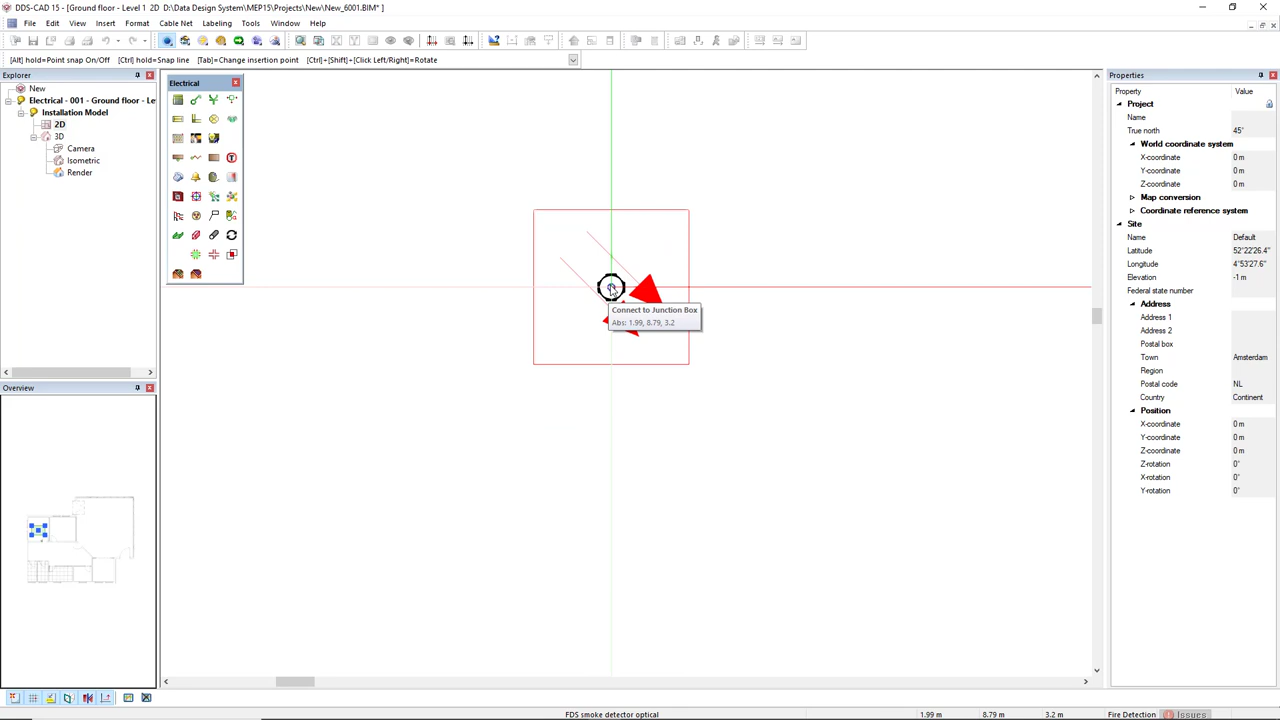 DDS-CAD 15 - [Ground floor - Level 1  2D  D:\Data Design System\MEP15\Projects\New\New_6001.BIM* ]
File Edit View Insert Format Cable Net Labeling Tools Window Help
[Alt] hold=Point snap On/Off [Ctrl] hold=Snap line [Tab]=Change insertion point [Ctrl]+[Shift]+[Click Left/Right]=Rotate
Explorer
New
Electrical - 001 - Ground floor - Le
Installation Model
2D
3D
Camera
Isometric
Render
Overview
Electrical
Connect to Junction Box
Abs: 1.99, 8.79, 3.2
Properties
Property Value
Project
Name
True north 45°
World coordinate system
X-coordinate 0 m
Y-coordinate 0 m
Z-coordinate 0 m
Map conversion
Coordinate reference system
Site
Name Default
Latitude 52°22'26.4"
Longitude 4°53'27.6"
Elevation -1 m
Federal state number
Address
Address 1
Address 2
Postal box
Town Amsterdam
Region
Postal code NL
Country Continent
Position
X-coordinate 0 m
Y-coordinate 0 m
Z-coordinate 0 m
Z-rotation 0°
X-rotation 0°
Y-rotation 0°
FDS smoke detector optical 1.99 m 8.79 m 3.2 m Fire Detection Issues